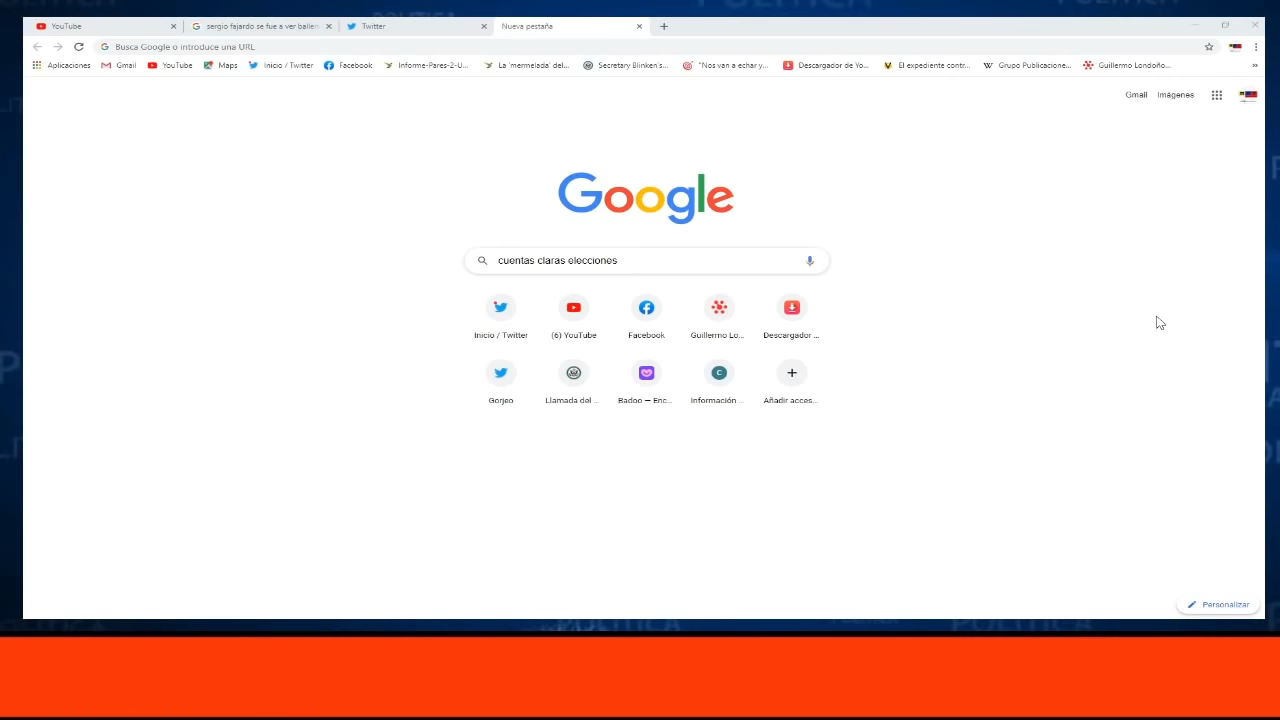 YouTube
sergio fajardo se fue a ver ballen
Twitter
Nueva pestaña
Busca Google o introduce una URL
Aplicaciones
Gmail
YouTube
Maps
Inicio / Twitter
Facebook
Informe-Pares-2-U...
La 'mermelada' del...
Secretary Blinken's...
"Nos van a echar y...
Descargador de Yo...
El expediente contr...
Grupo Publicacione...
Guillermo Londoño...
»
Gmail Imágenes
Google
cuentas claras elecciones
Inicio / Twitter
(6) YouTube
Facebook
Guillermo Lo...
Descargador ...
Gorjeo
Llamada del ...
Badoo — Enc...
Información ...
Añadir acces...
Personalizar
POLÍTICA